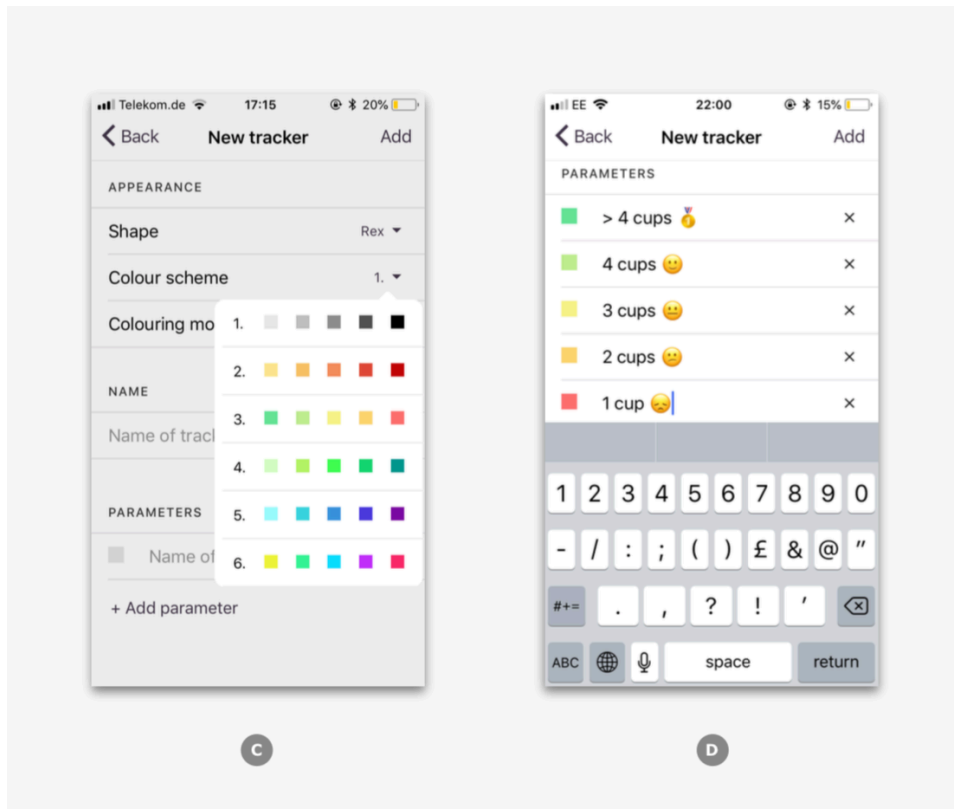 Telekom.de 17:15 20%
Back New tracker Add
APPEARANCE
Shape Rex
Colour scheme 1.
Colouring mo
1.
2.
3.
4.
5.
6.
NAME
Name of trac
PARAMETERS
Name of
+ Add parameter
C
EE 22:00 15%
Back New tracker Add
PARAMETERS
> 4 cups 🏅 ×
4 cups 🙂 ×
3 cups 😐 ×
2 cups 😕 ×
1 cup 😞 ×
1 2 3 4 5 6 7 8 9 0
- / : ; ( ) £ & @ "
#+= . , ? ! '
ABC space return
D